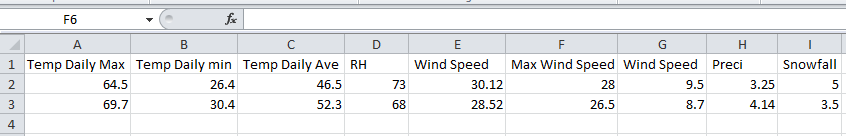 F6 fx
A B C D E F G H I
1 Temp Daily Max Temp Daily min Temp Daily Ave RH Wind Speed Max Wind Speed Wind Speed Preci Snowfall
2 64.5 26.4 46.5 73 30.12 28 9.5 3.25 5
3 69.7 30.4 52.3 68 28.52 26.5 8.7 4.14 3.5
4